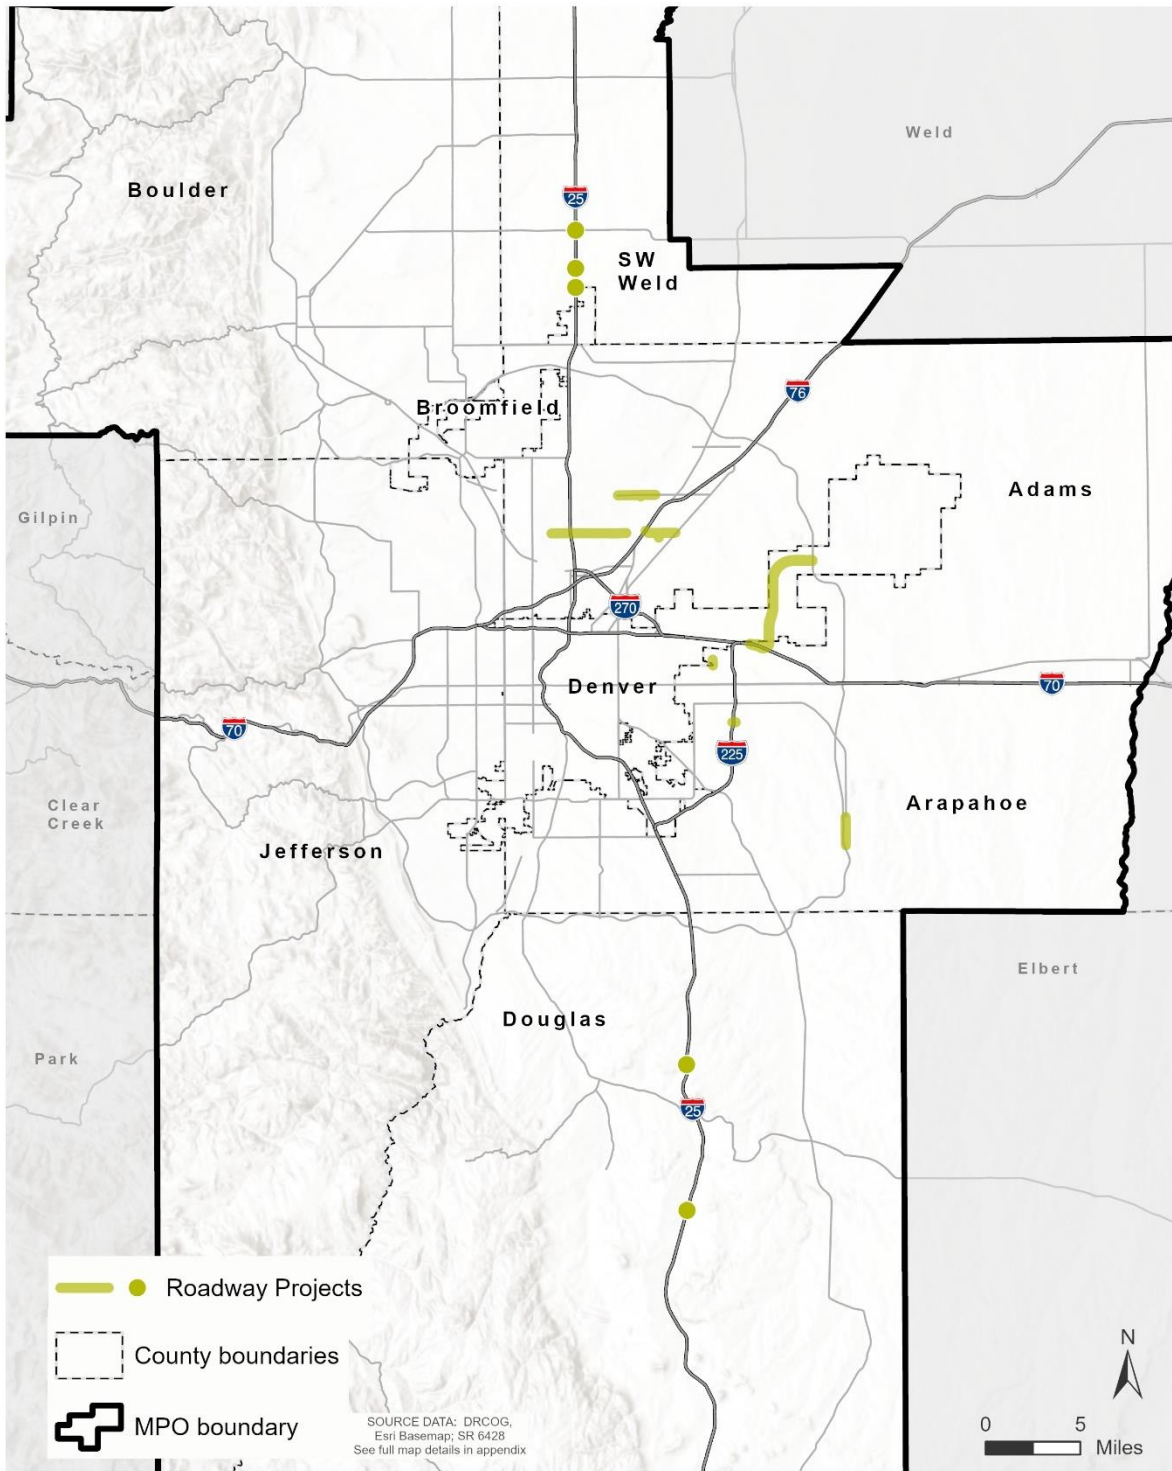 Weld
Boulder
25
SW
Weld
76
Broomfield
Adams
Gilpin
270
Denver
70
70
225
Clear
Creek
Arapahoe
Jefferson
Elbert
Douglas
Park
25
Roadway Projects
County boundaries
MPO boundary
SOURCE DATA: DRCOG,
Esri Basemap; SR 6428
See full map details in appendix
N
0 5
Miles